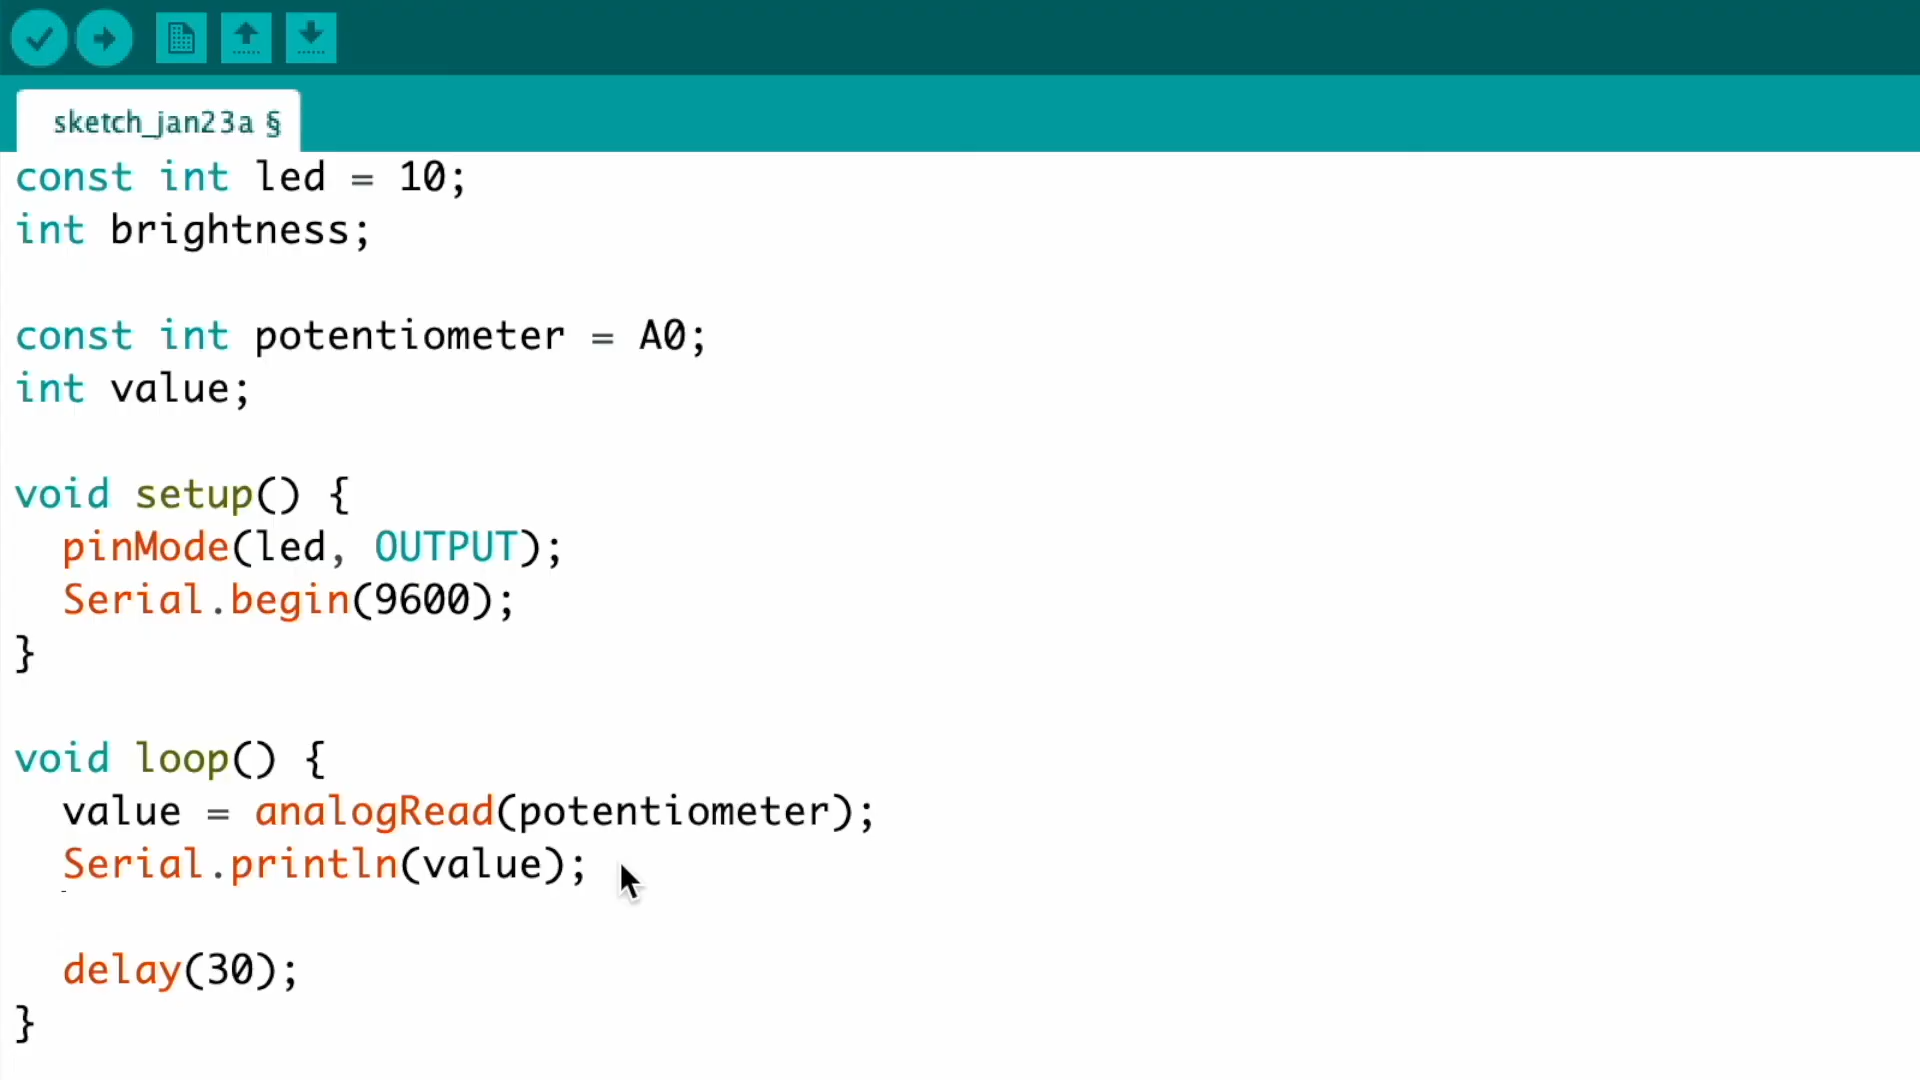 sketch_jan23a §
const int led = 10;
int brightness;
const int potentiometer = A0;
int value;
void setup() {
pinMode(led, OUTPUT);
Serial.begin(9600);
}
void loop() {
value = analogRead(potentiometer);
Serial.println(value);
delay(30);
}